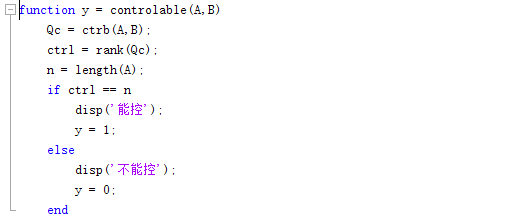 function y = controlable(A,B)
    Qc = ctrb(A,B);
    ctrl = rank(Qc);
    n = length(A);
    if ctrl == n
        disp('能控');
        y = 1;
    else
        disp('不能控');
        y = 0;
    end